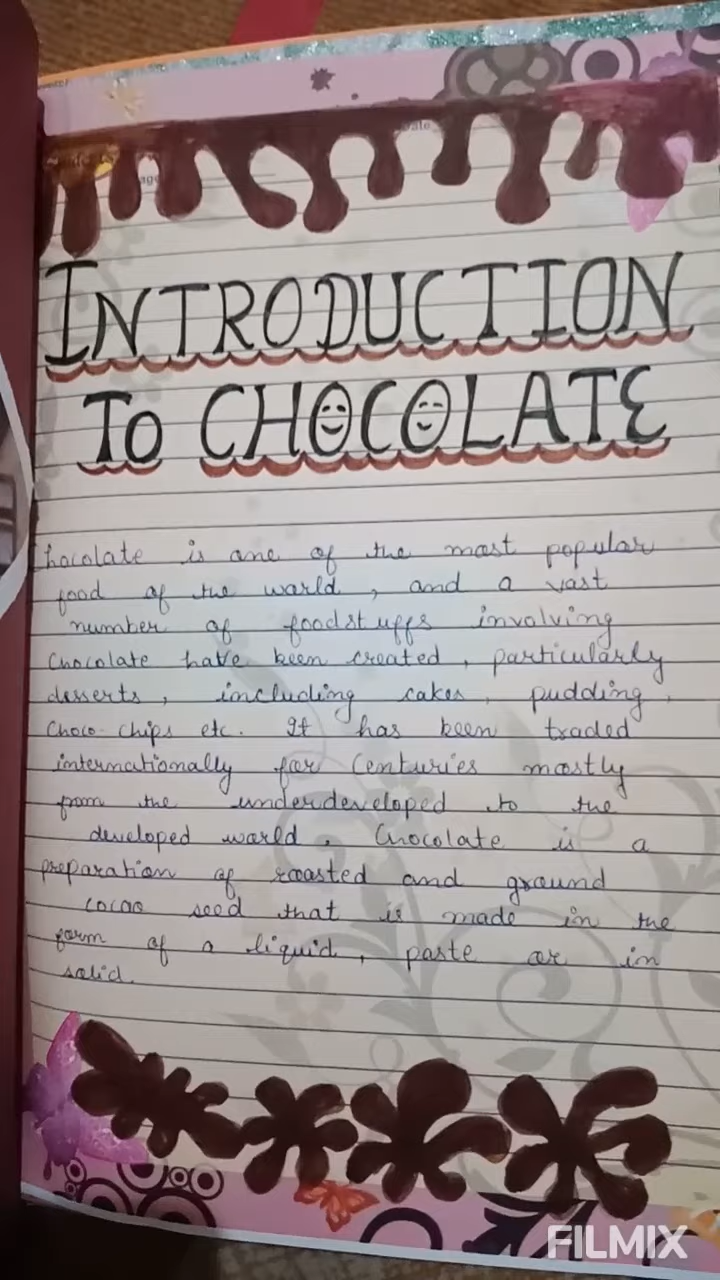 Date
INTRODUCTION
TO CHOCOLATE
hocolate is one of the most popular
food of the world, and a vast
number of foodstuffs involving
Chocolate have been created, particularly
desserts, including cakes, pudding,
Choco-chips etc. It has been traded
internationally for centuries mostly
from the underdeveloped to the
developed world. Chocolate is a
preparation of roasted and ground
cocao seed that is made in the
form of a liquid, paste or in
solid.
FILMIX